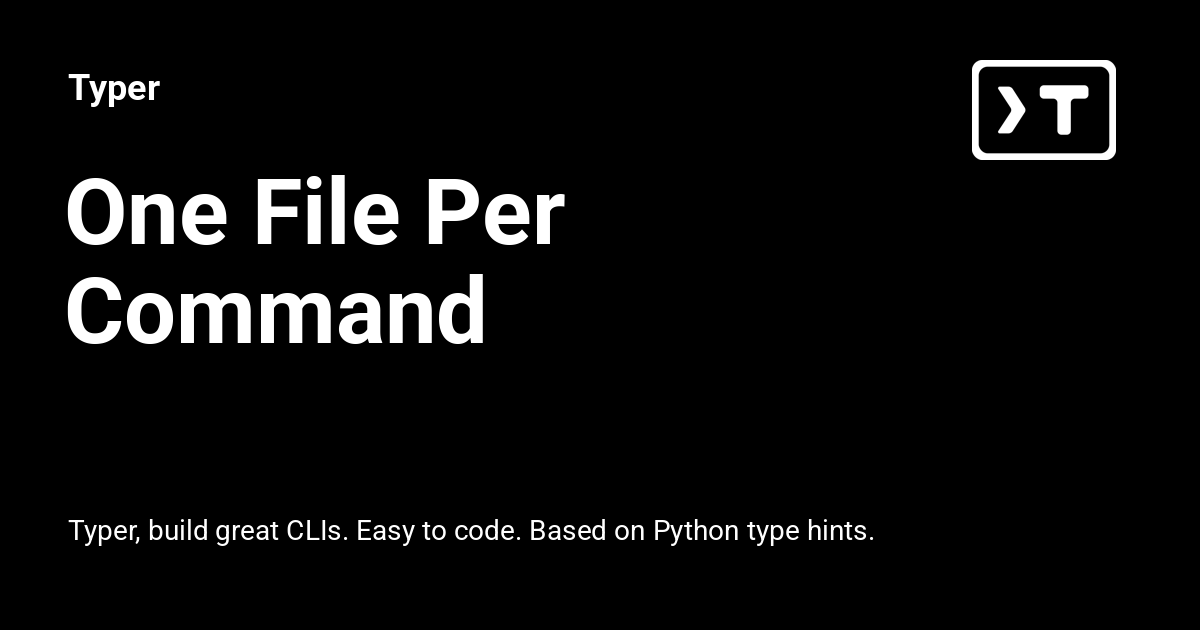 Typer
T
One File Per
Command
Typer, build great CLIs. Easy to code. Based on Python type hints.